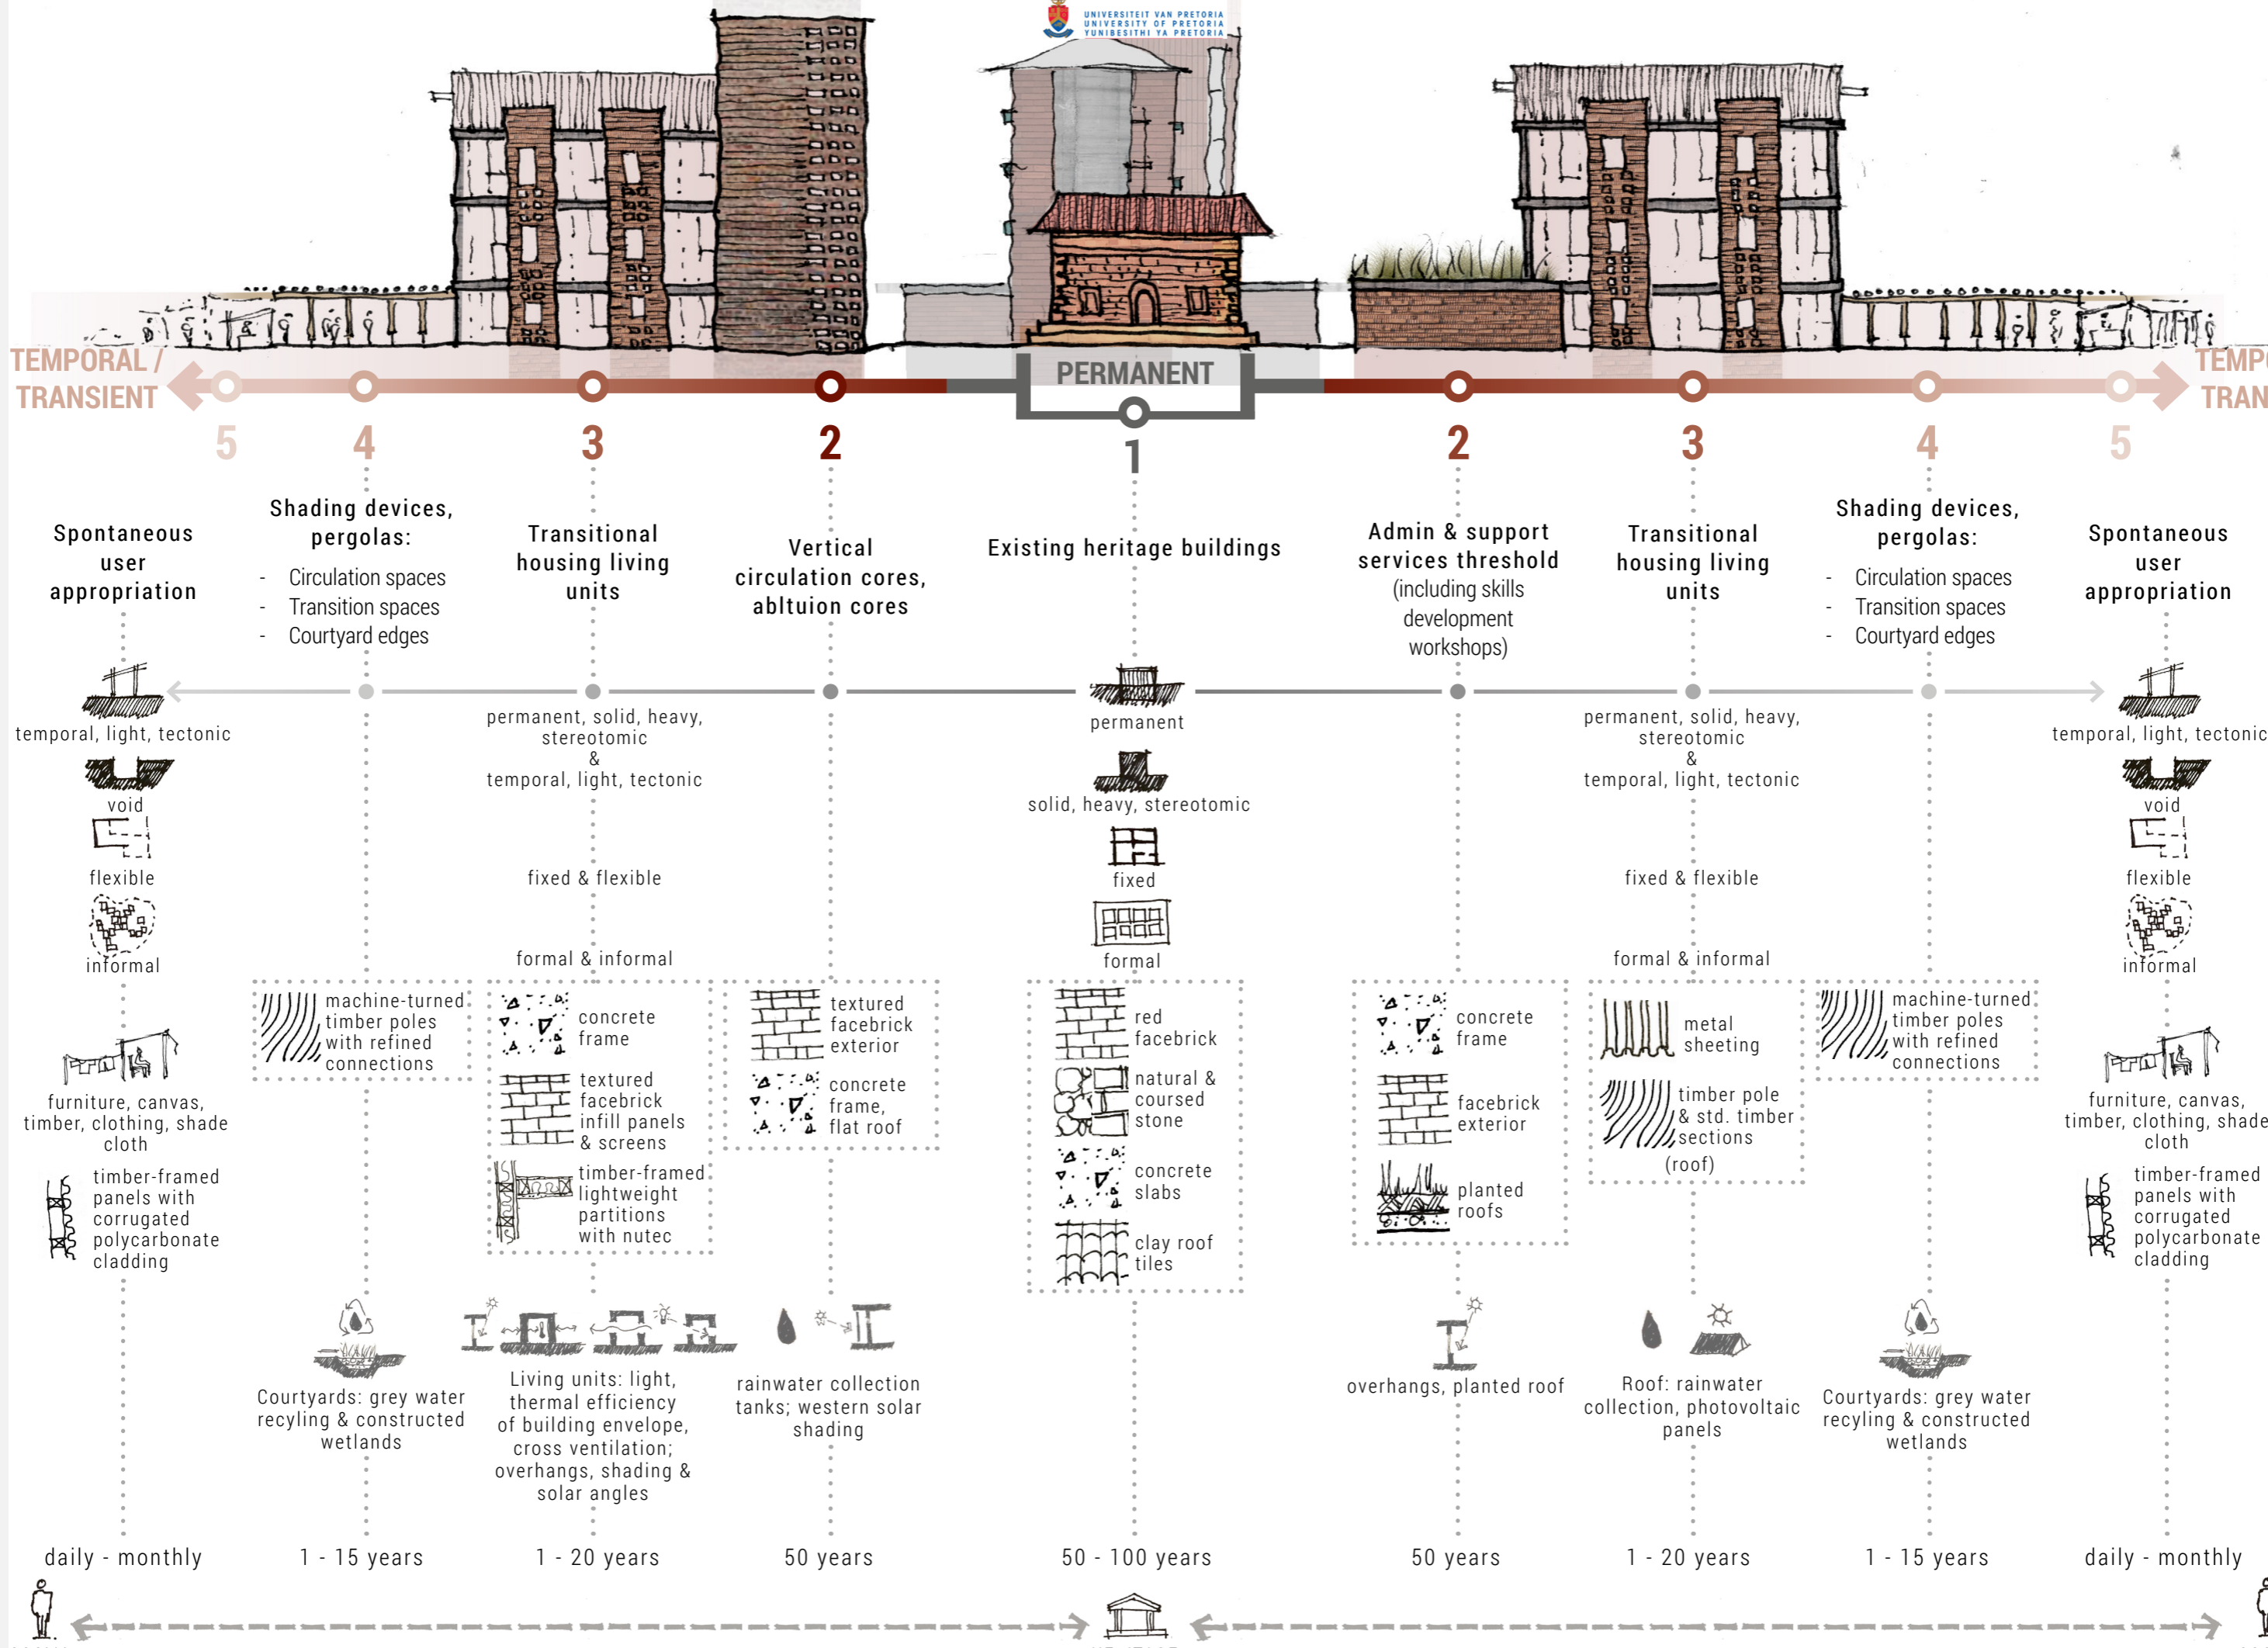 UNIVERSITEIT VAN PRETORIA
UNIVERSITY OF PRETORIA
YUNIBESITHI YA PRETORIA
TEMPORAL /
TRANSIENT
PERMANENT
5
4
3
2
1
2
3
4
5
Spontaneous
user
appropriation
Shading devices,
pergolas:
- Circulation spaces
- Transition spaces
- Courtyard edges
Transitional
housing living
units
Vertical
circulation cores,
abltuion cores
Existing heritage buildings
Admin & support
services threshold
(including skills
development
workshops)
Transitional
housing living
units
Shading devices,
pergolas:
- Circulation spaces
- Transition spaces
- Courtyard edges
Spontaneous
user
appropriation
temporal, light, tectonic
void
flexible
informal
permanent, solid, heavy,
stereotomic
&
temporal, light, tectonic
fixed & flexible
formal & informal
permanent
solid, heavy, stereotomic
fixed
formal
permanent, solid, heavy,
stereotomic
&
temporal, light, tectonic
fixed & flexible
formal & informal
temporal, light, tectonic
void
flexible
informal
furniture, canvas,
timber, clothing, shade
cloth
timber-framed
panels with
corrugated
polycarbonate
cladding
machine-turned
timber poles
with refined
connections
concrete
frame
textured
facebrick
infill panels
& screens
timber-framed
lightweight
partitions
with nutec
textured
facebrick
exterior
concrete
frame,
flat roof
red
facebrick
natural &
coursed
stone
concrete
slabs
clay roof
tiles
concrete
frame
facebrick
exterior
planted
roofs
metal
sheeting
timber pole
& std. timber
sections
(roof)
machine-turned
timber poles
with refined
connections
furniture, canvas,
timber, clothing, shade
cloth
timber-framed
panels with
corrugated
polycarbonate
cladding
Courtyards: grey water
recyling & constructed
wetlands
Living units: light,
thermal efficiency
of building envelope,
cross ventilation;
overhangs, shading &
solar angles
rainwater collection
tanks; western solar
shading
overhangs, planted roof
Roof: rainwater
collection, photovoltaic
panels
Courtyards: grey water
recyling & constructed
wetlands
daily - monthly
1 - 15 years
1 - 20 years
50 years
50 - 100 years
50 years
1 - 20 years
1 - 15 years
daily - monthly